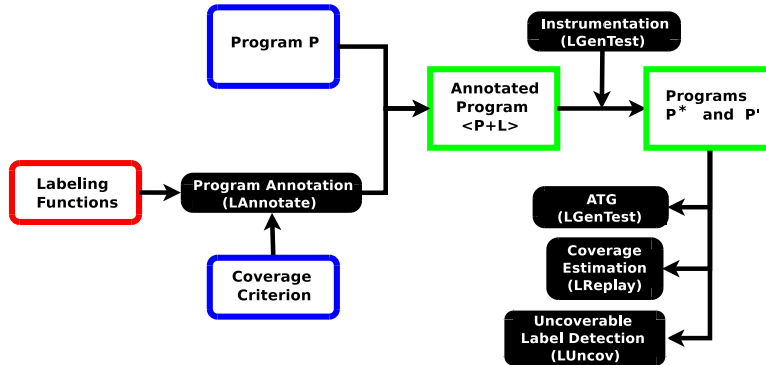 Instrumentation
(LGenTest)
Program P
Annotated
Program
<P+L>
Programs
P* and P'
Labeling
Functions
Program Annotation
(LAnnotate)
ATG
(LGenTest)
Coverage
Estimation
(LReplay)
Coverage
Criterion
Uncoverable
Label Detection
(LUncov)